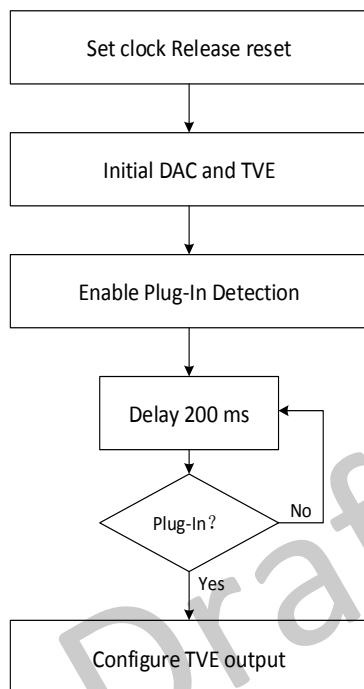 Set clock Release reset
Initial DAC and TVE
Enable Plug-In Detection
Delay 200 ms
Plug-In？
No
Yes
Configure TVE output
Draf